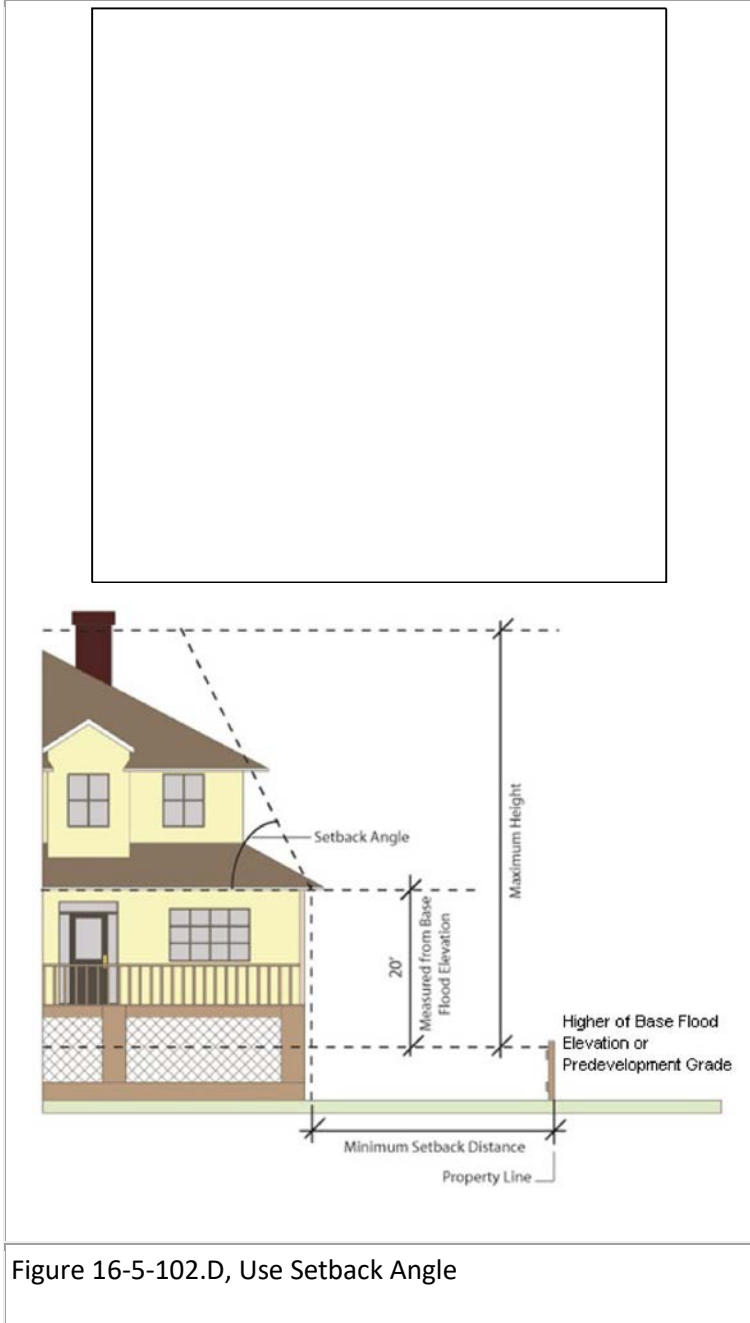 Setback Angle
Maximum Height
20'
Measured from Base
Flood Elevation
Higher of Base Flood
Elevation or
Predevelopment Grade
Minimum Setback Distance
Property Line
Figure 16-5-102.D, Use Setback Angle